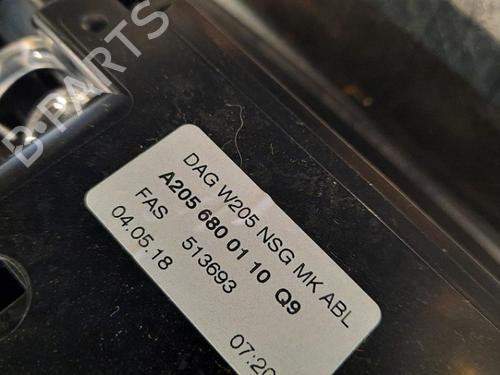 B-PARTS
DAG W205 NSG MK ABL
A205 680 01 10 Q9
FAS 513693
04.05.18 07:20